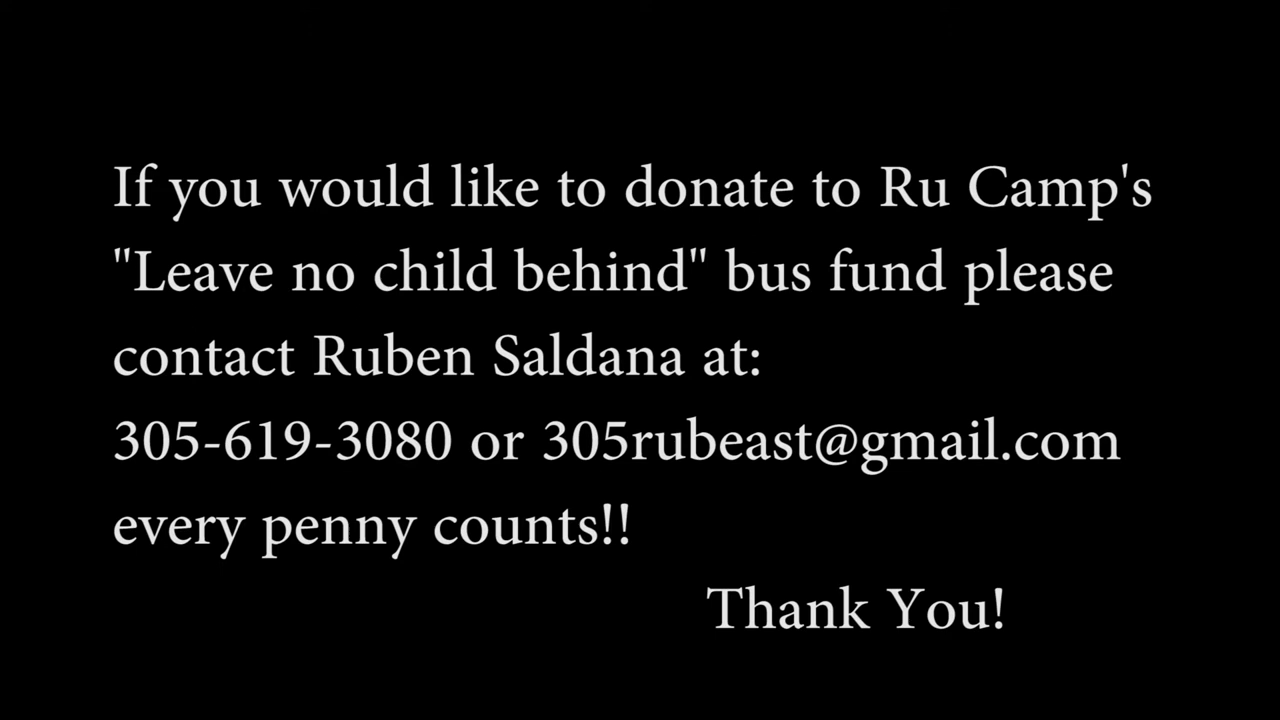 If you would like to donate to Ru Camp's
"Leave no child behind" bus fund please
contact Ruben Saldana at:
305-619-3080 or 305rubeast@gmail.com
every penny counts!!
Thank You!